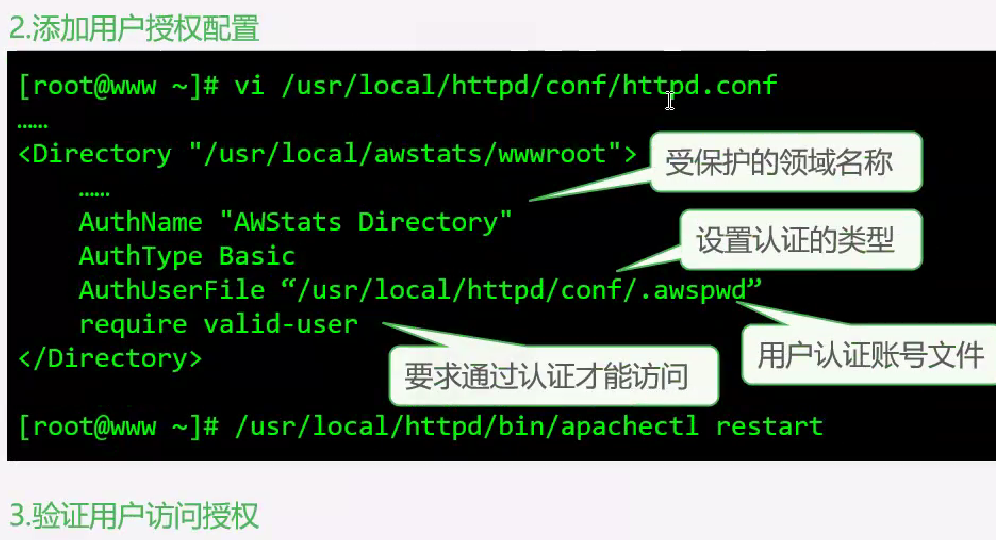 2.添加用户授权配置
[root@www ~]# vi /usr/local/httpd/conf/httpd.conf
……
<Directory "/usr/local/awstats/wwwroot">
受保护的领域名称
……
AuthName "AWStats Directory"
设置认证的类型
AuthType Basic
AuthUserFile “/usr/local/httpd/conf/.awspwd”
require valid-user
用户认证账号文件
</Directory>
要求通过认证才能访问
[root@www ~]# /usr/local/httpd/bin/apachectl restart
3.验证用户访问授权